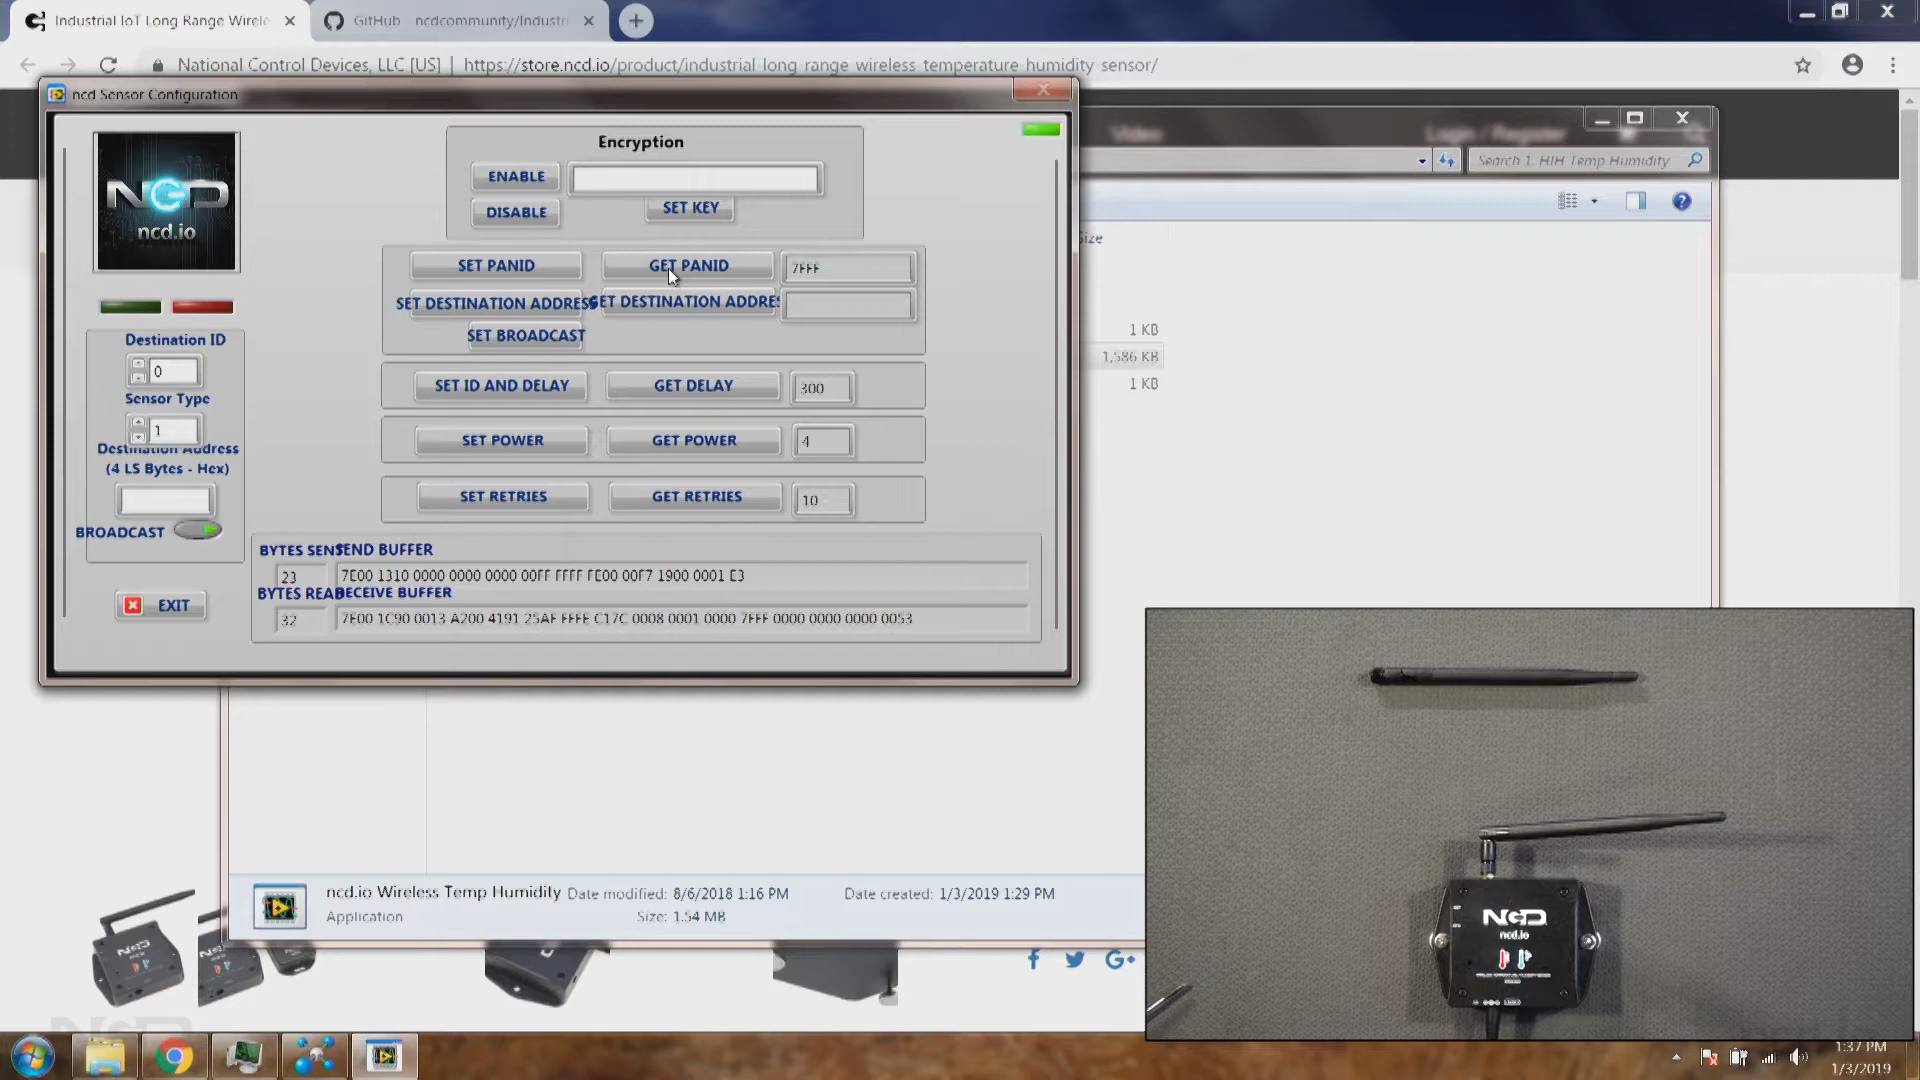 Industrial IoT Long Range Wirele
GitHub - ncdcommunity/Industri
National Control Devices, LLC [US] | https://store.ncd.io/product/industrial-long-range-wireless-temperature-humidity-sensor/
ncd Sensor Configuration
Video
Login / Register
Search 1. HIH Temp Humidity
Size
1 KB
1,586 KB
1 KB
NCD
ncd.io
Encryption
ENABLE
DISABLE
SET KEY
SET PANID
GET PANID
7FFF
SET DESTINATION ADDRESS
GET DESTINATION ADDRE
SET BROADCAST
Destination ID
0
Sensor Type
1
Destination Address
(4 LS Bytes - Hex)
BROADCAST
SET ID AND DELAY
GET DELAY
300
SET POWER
GET POWER
4
SET RETRIES
GET RETRIES
10
BYTES SENT
SEND BUFFER
23
7E00 1310 0000 0000 0000 00FF FFFF FE00 00F7 1900 0001 E3
BYTES READ
RECEIVE BUFFER
32
7E00 1C90 0013 A200 4191 25AF FFFE C17C 0008 0001 0000 7FFF 0000 0000 0000 0053
EXIT
ncd.io Wireless Temp Humidity
Date modified: 8/6/2018 1:16 PM
Date created: 1/3/2019 1:29 PM
Application
Size: 1.54 MB
NCD
ncd.io
1:37 PM
1/3/2019